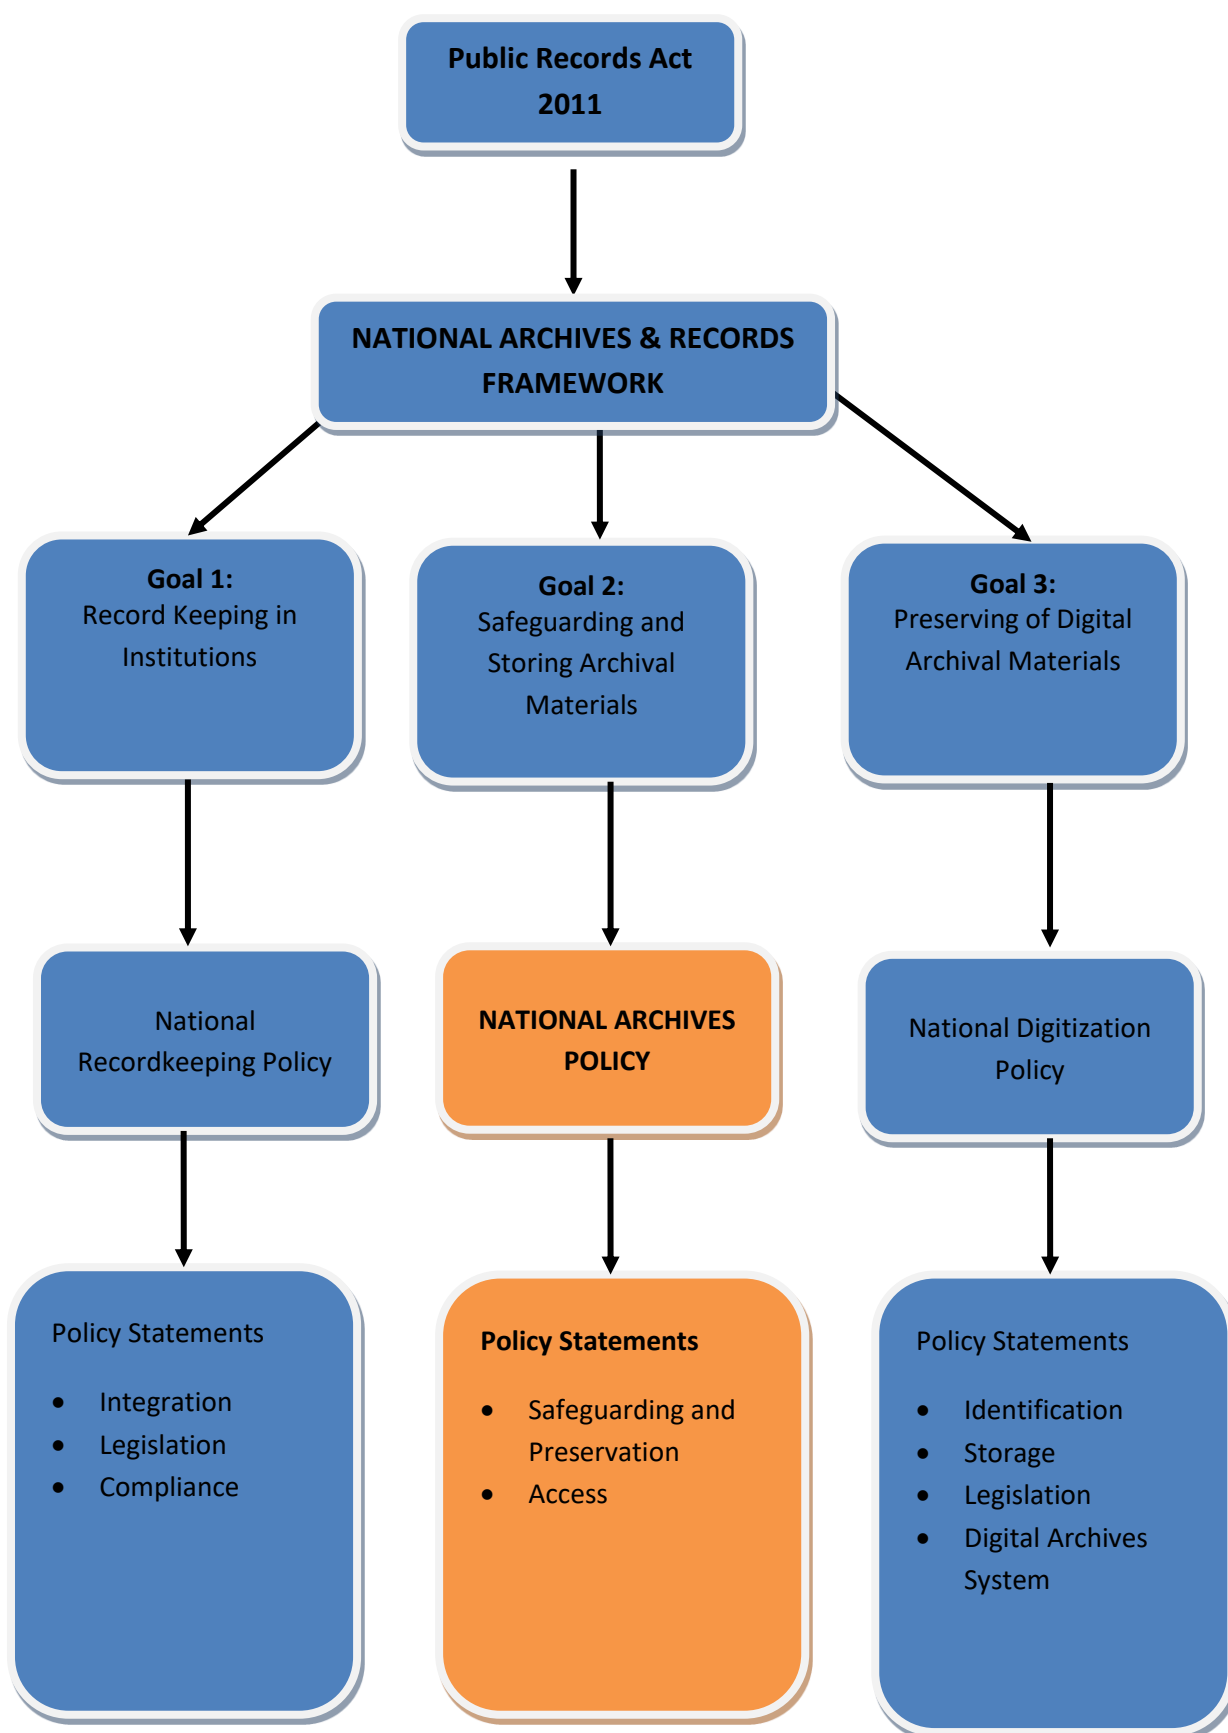 Public Records Act
2011
NATIONAL ARCHIVES & RECORDS
FRAMEWORK
Goal 1:
Record Keeping in
Institutions
Goal 2:
Safeguarding and
Storing Archival
Materials
Goal 3:
Preserving of Digital
Archival Materials
National
Recordkeeping Policy
NATIONAL ARCHIVES
POLICY
National Digitization
Policy
Policy Statements
• Integration
• Legislation
• Compliance
Policy Statements
• Safeguarding and
Preservation
• Access
Policy Statements
• Identification
• Storage
• Legislation
• Digital Archives
System